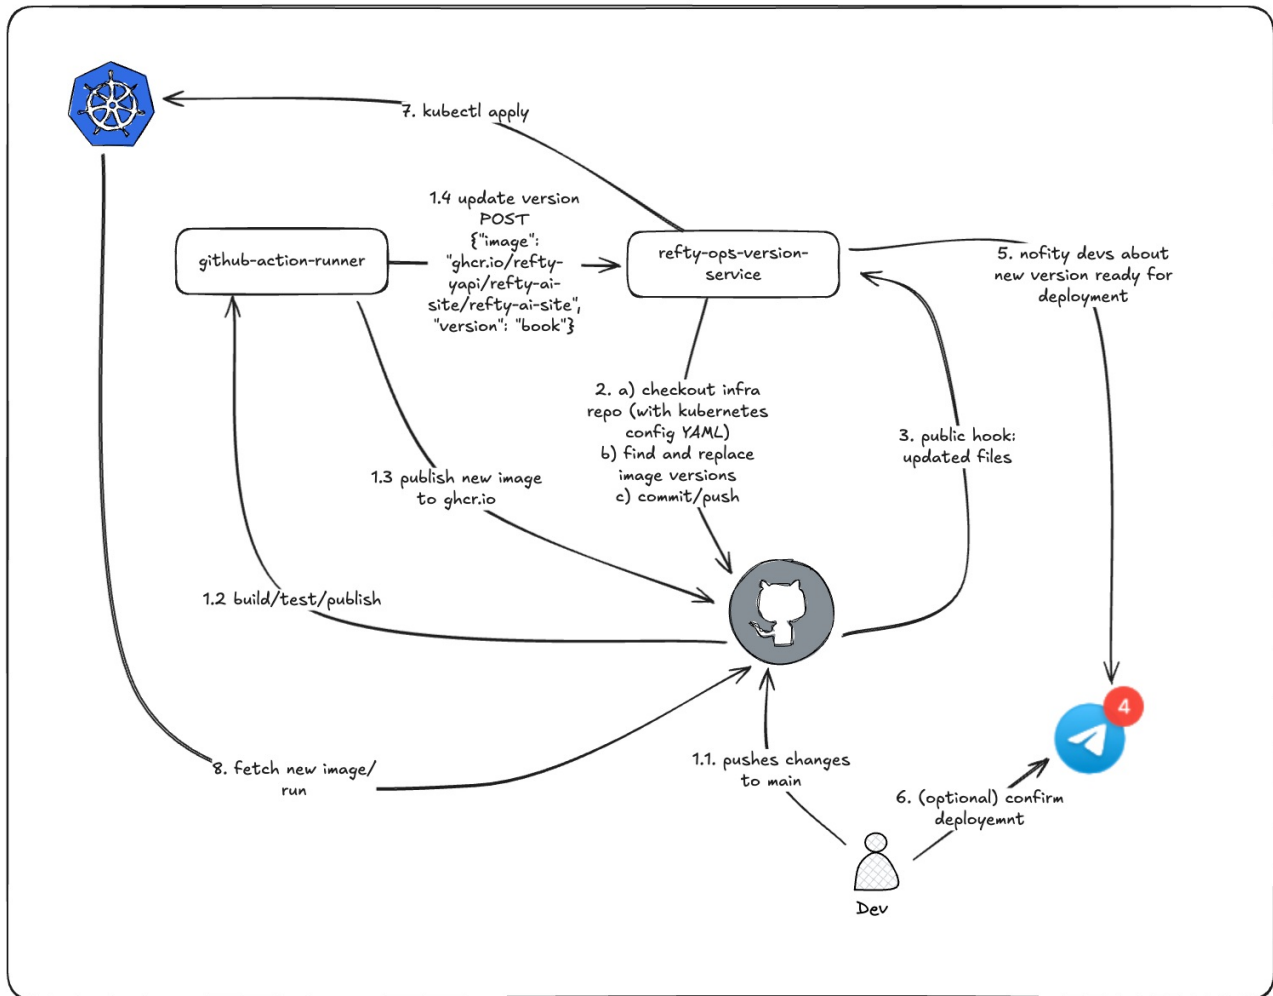 7. kubectl apply
1.4 update version
POST
{"image":
"ghcr.io/refty-
yapi/refty-ai-
site/refty-ai-site",
"version": "book"}
github-action-runner
refty-ops-version-
service
5. nofity devs about
new version ready for
deployment
2. a) checkout infra
repo (with kubernetes
config YAML)
b) find and replace
image versions
c) commit/push
3. public hook:
updated files
1.3 publish new image
to ghcr.io
1.2 build/test/publish
4
8. fetch new image/
run
1.1. pushes changes
to main
6. (optional) confirm
deployemnt
Dev